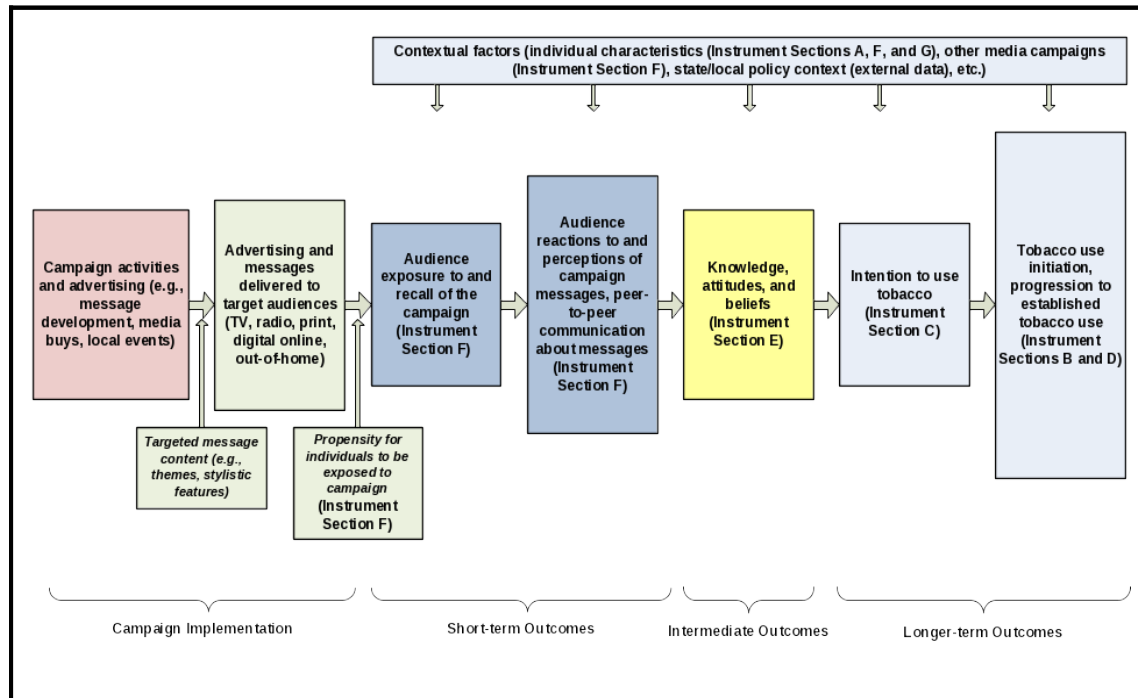 Contextual factors (individual characteristics (Instrument Sections A, F, and G), other media campaigns
(Instrument Section F), state/local policy context (external data), etc.)
Campaign activities
and advertising (e.g.,
message
development, media
buys, local events)
Advertising and
messages
delivered to
target audiences
(TV, radio, print,
digital online,
out-of-home)
Audience
exposure to and
recall of the
campaign
(Instrument
Section F)
Audience
reactions to and
perceptions of
campaign
messages, peer-
to-peer
communication
about messages
(Instrument
Section F)
Knowledge,
attitudes, and
beliefs
(Instrument
Section E)
Intention to use
tobacco
(Instrument
Section C)
Tobacco use
initiation,
progression to
established
tobacco use
(Instrument
Sections B and D)
Targeted message
content (e.g.,
themes, stylistic
features)
Propensity for
individuals to be
exposed to
campaign
(Instrument
Section F)
Campaign Implementation
Short-term Outcomes
Intermediate Outcomes
Longer-term Outcomes